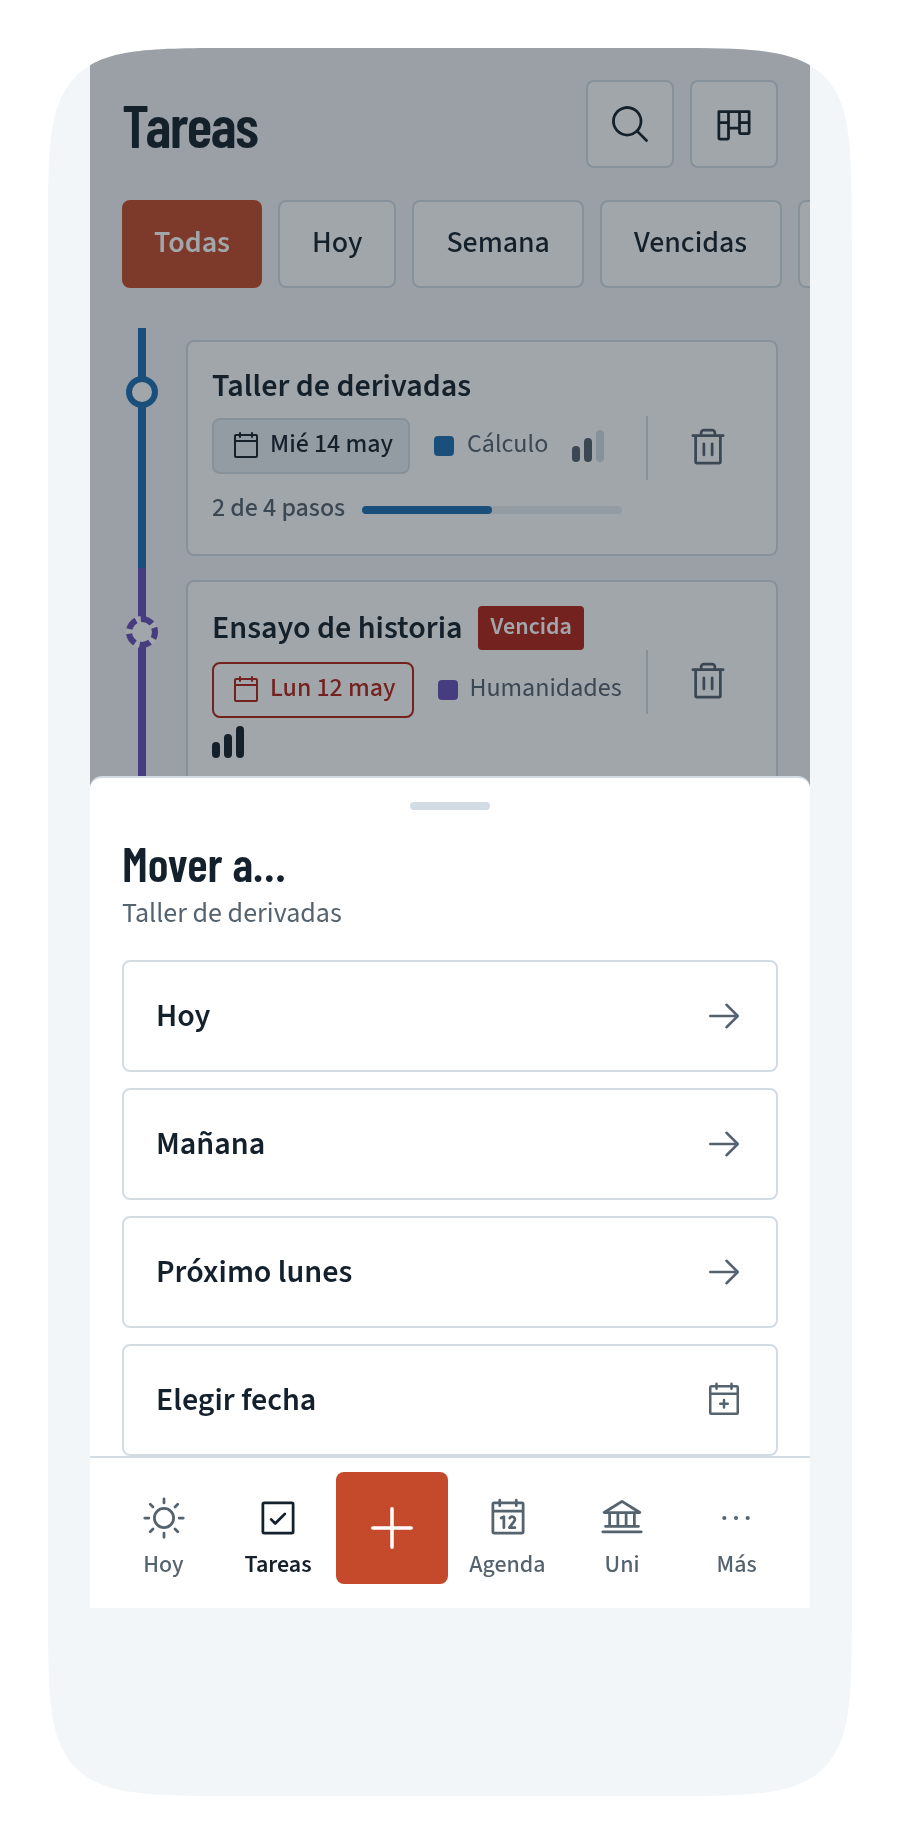 Tareas
Todas Hoy Semana Vencidas
Taller de derivadas
Mié 14 may Cálculo
2 de 4 pasos
Ensayo de historia Vencida
Lun 12 may Humanidades
Mover a...
Taller de derivadas
Hoy
Mañana
Próximo lunes
Elegir fecha
12
Hoy Tareas Agenda Uni Más